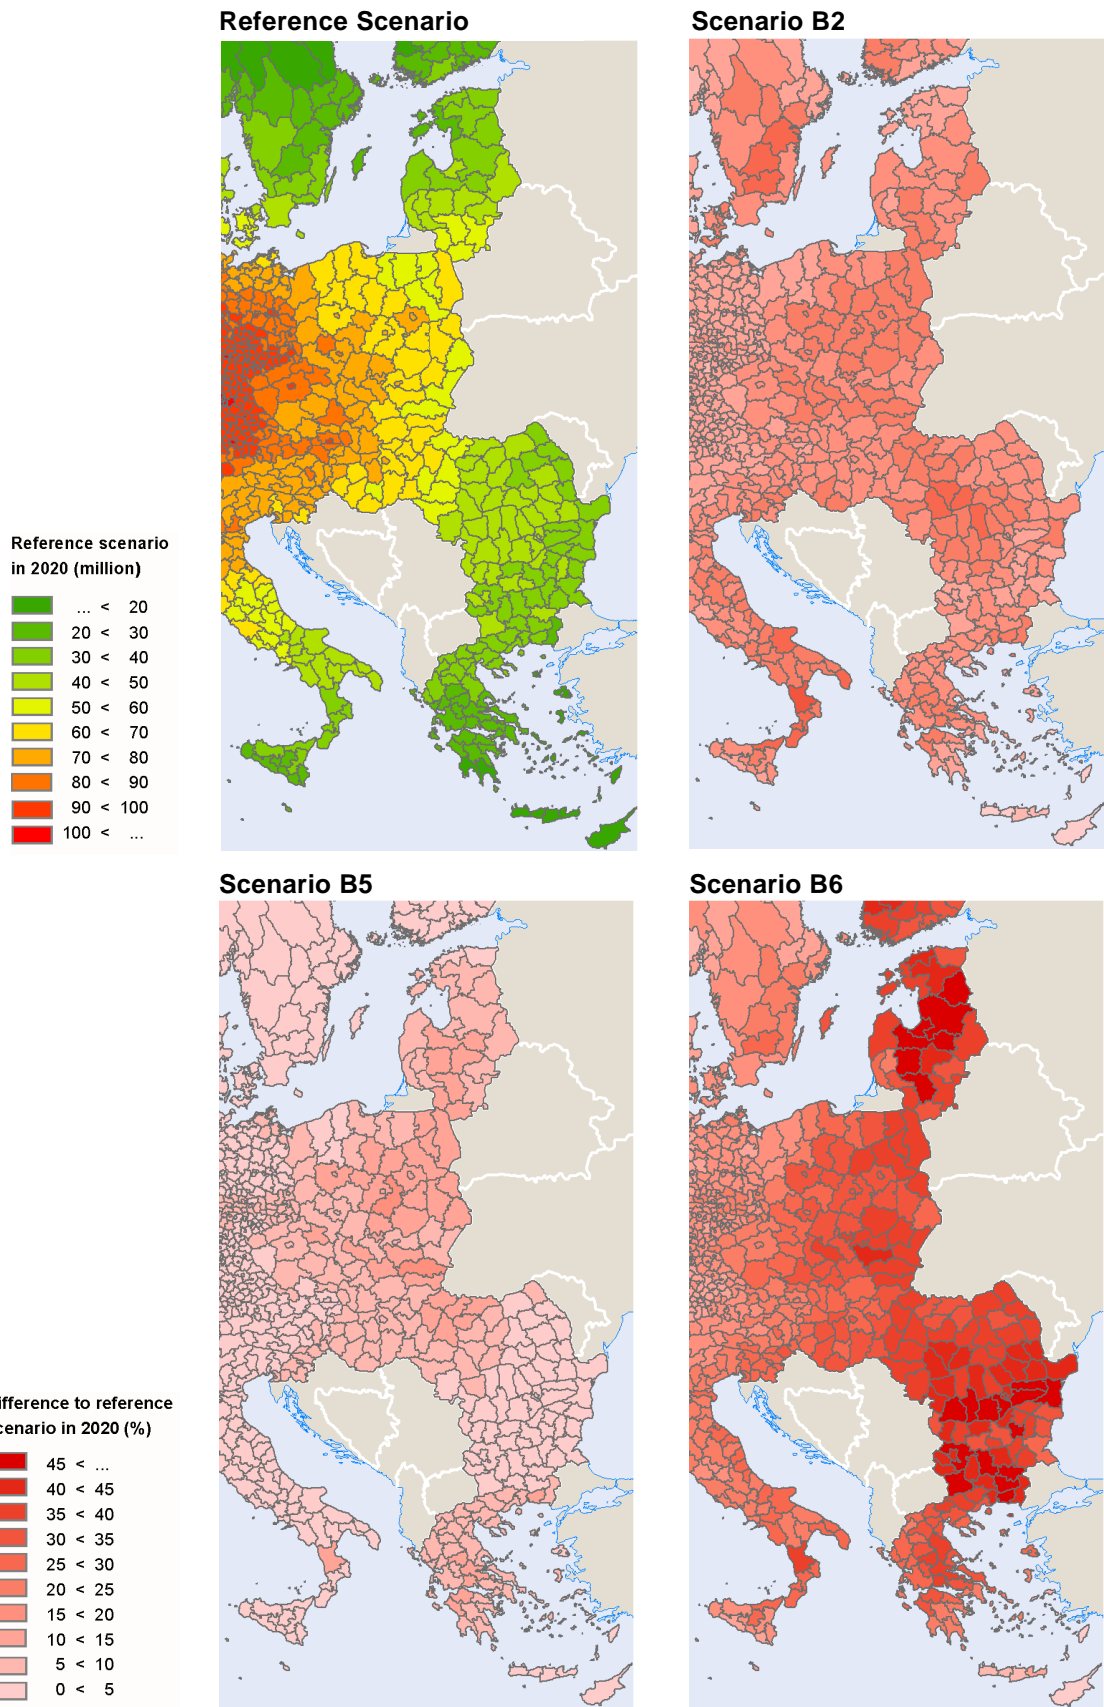 Reference Scenario
Scenario B2
Reference scenario
in 2020 (million)
... < 20
20 < 30
30 < 40
40 < 50
50 < 60
60 < 70
70 < 80
80 < 90
90 < 100
100 < ...
Scenario B5
Scenario B6
ifference to reference
cenario in 2020 (%)
45 < ...
40 < 45
35 < 40
30 < 35
25 < 30
20 < 25
15 < 20
10 < 15
5 < 10
0 < 5